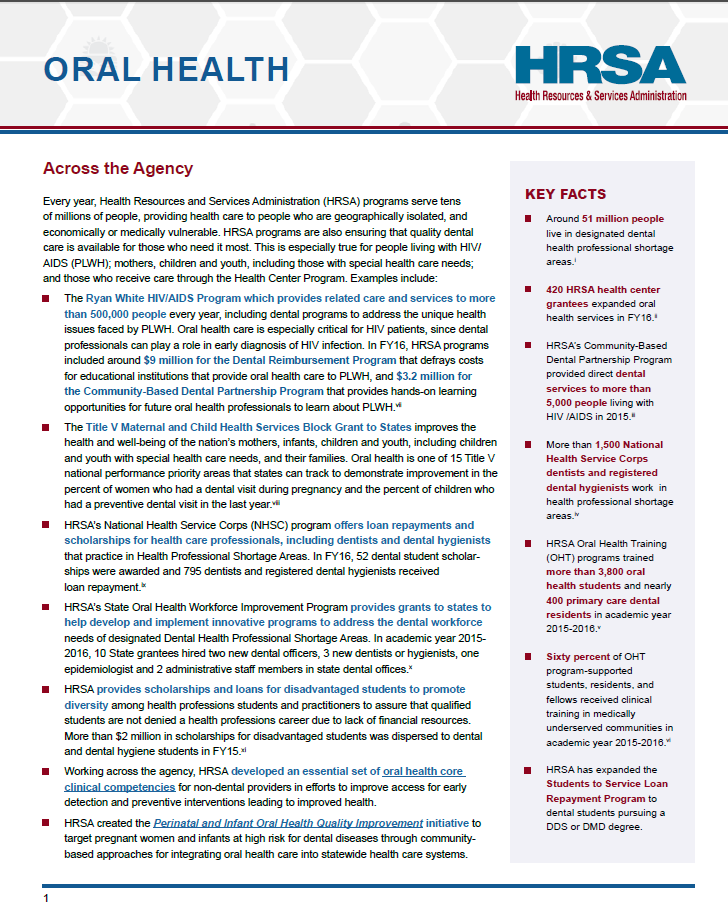 ORAL HEALTH
HRSA
Health Resources & Services Administration
Across the Agency
Every year, Health Resources and Services Administration (HRSA) programs serve tens
of millions of people, providing health care to people who are geographically isolated, and
economically or medically vulnerable. HRSA programs are also ensuring that quality dental
care is available for those who need it most. This is especially true for people living with HIV/
AIDS (PLWH); mothers, children and youth, including those with special health care needs;
and those who receive care through the Health Center Program. Examples include:
■ The Ryan White HIV/AIDS Program which provides related care and services to more
than 500,000 people every year, including dental programs to address the unique health
issues faced by PLWH. Oral health care is especially critical for HIV patients, since dental
professionals can play a role in early diagnosis of HIV infection. In FY16, HRSA programs
included around $9 million for the Dental Reimbursement Program that defrays costs
for educational institutions that provide oral health care to PLWH, and $3.2 million for
the Community-Based Dental Partnership Program that provides hands-on learning
opportunities for future oral health professionals to learn about PLWH.vii
■ The Title V Maternal and Child Health Services Block Grant to States improves the
health and well-being of the nation's mothers, infants, children and youth, including children
and youth with special health care needs, and their families. Oral health is one of 15 Title V
national performance priority areas that states can track to demonstrate improvement in the
percent of women who had a dental visit during pregnancy and the percent of children who
had a preventive dental visit in the last year.viii
■ HRSA's National Health Service Corps (NHSC) program offers loan repayments and
scholarships for health care professionals, including dentists and dental hygienists
that practice in Health Professional Shortage Areas. In FY16, 52 dental student scholar-
ships were awarded and 795 dentists and registered dental hygienists received
loan repayment.ix
■ HRSA's State Oral Health Workforce Improvement Program provides grants to states to
help develop and implement innovative programs to address the dental workforce
needs of designated Dental Health Professional Shortage Areas. In academic year 2015-
2016, 10 State grantees hired two new dental officers, 3 new dentists or hygienists, one
epidemiologist and 2 administrative staff members in state dental offices.x
■ HRSA provides scholarships and loans for disadvantaged students to promote
diversity among health professions students and practitioners to assure that qualified
students are not denied a health professions career due to lack of financial resources.
More than $2 million in scholarships for disadvantaged students was dispersed to dental
and dental hygiene students in FY15.xi
■ Working across the agency, HRSA developed an essential set of oral health core
clinical competencies for non-dental providers in efforts to improve access for early
detection and preventive interventions leading to improved health.
■ HRSA created the Perinatal and Infant Oral Health Quality Improvement initiative to
target pregnant women and infants at high risk for dental diseases through community-
based approaches for integrating oral health care into statewide health care systems.
KEY FACTS
■ Around 51 million people
live in designated dental
health professional shortage
areas.i
■ 420 HRSA health center
grantees expanded oral
health services in FY16.ii
■ HRSA's Community-Based
Dental Partnership Program
provided direct dental
services to more than
5,000 people living with
HIV /AIDS in 2015.iii
■ More than 1,500 National
Health Service Corps
dentists and registered
dental hygienists work in
health professional shortage
areas.iv
■ HRSA Oral Health Training
(OHT) programs trained
more than 3,800 oral
health students and nearly
400 primary care dental
residents in academic year
2015-2016.v
■ Sixty percent of OHT
program-supported
students, residents, and
fellows received clinical
training in medically
underserved communities in
academic year 2015-2016.vi
■ HRSA has expanded the
Students to Service Loan
Repayment Program to
dental students pursuing a
DDS or DMD degree.
1